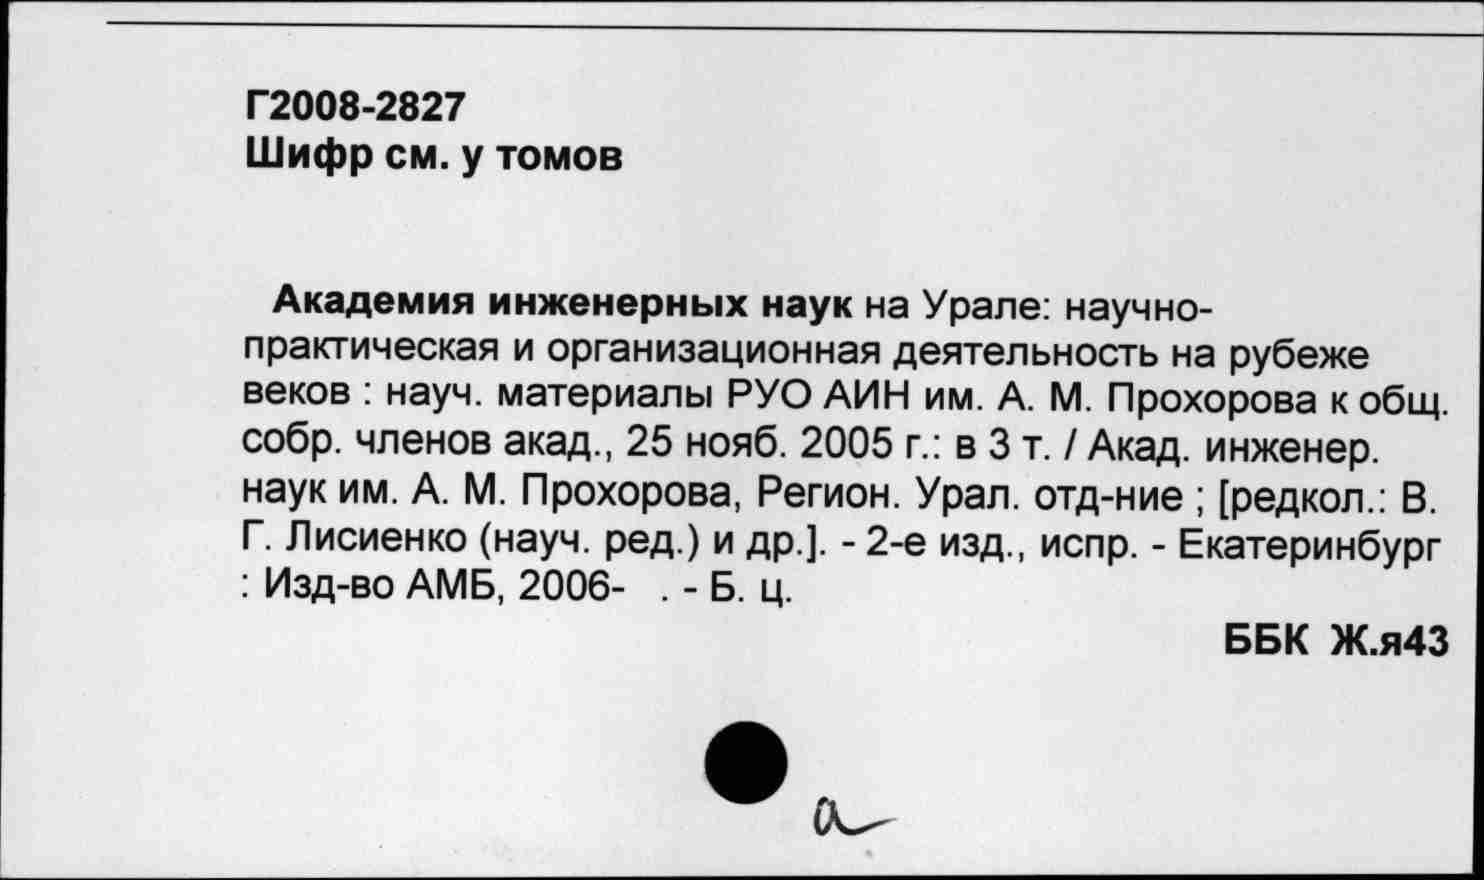 Г2008-2827
Шифр см. у томов
Академия инженерных наук на Урале: научно-
практическая и организационная деятельность на рубеже
веков : науч. материалы РУО АИН им. А. М. Прохорова к общ.
собр. членов акад., 25 нояб. 2005 г.: в 3 т. / Акад. инженер.
наук им. А. М. Прохорова, Регион. Урал. отд-ние ; [редкол.: В.
Г. Лисиенко (науч. ред.) и др.]. - 2-е изд., испр. - Екатеринбург
: Изд-во АМБ, 2006- . - Б. ц.
ББК Ж.я43
а